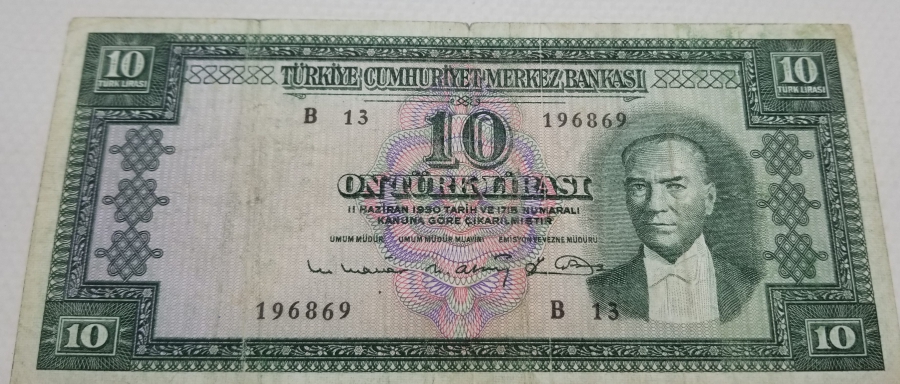 10
TÜRK LİRASI
TÜRKİYE CUMHURİYET MERKEZ BANKASI
10
TÜRK LİRASI
B 13
10
196869
ON TÜRK LİRASI
11 HAZİRAN 1930 TARİH VE 1715 NUMARALI
KANUNA GÖRE ÇIKARILMIŞTIR
UMUM MÜDÜR UMUM MÜDÜR MUAVİNİ EMİSYON VE VEZNE MÜDÜRÜ
196869
B 13
10
10